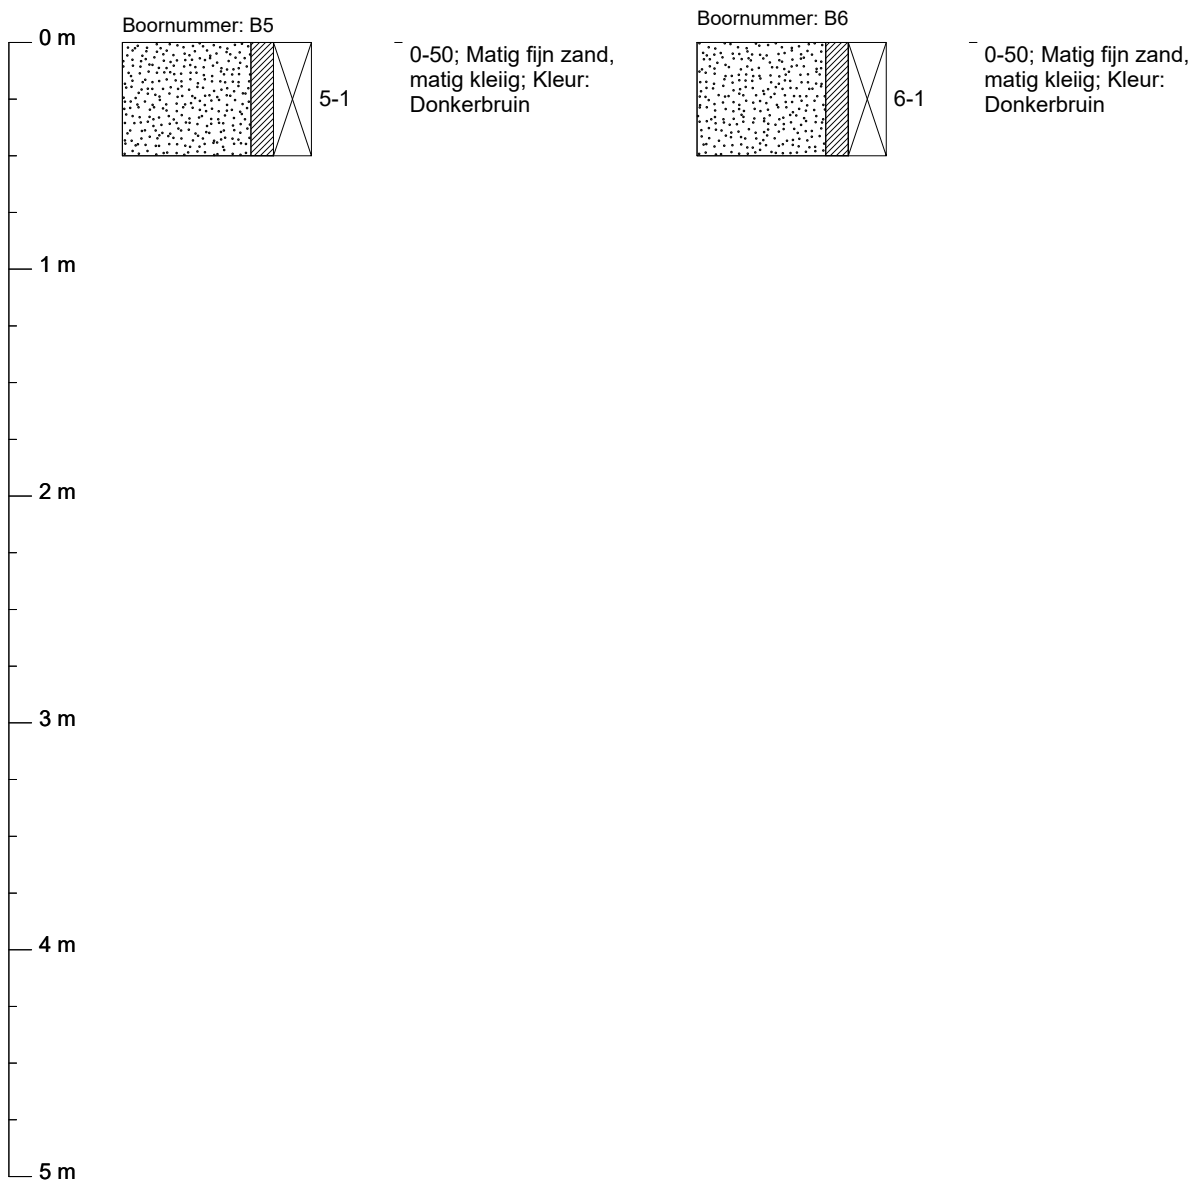 Boornummer: B5
0-50; Matig fijn zand,
matig kleiig; Kleur:
Donkerbruin
5-1
Boornummer: B6
0-50; Matig fijn zand,
matig kleiig; Kleur:
Donkerbruin
6-1
0 m
1 m
2 m
3 m
4 m
5 m